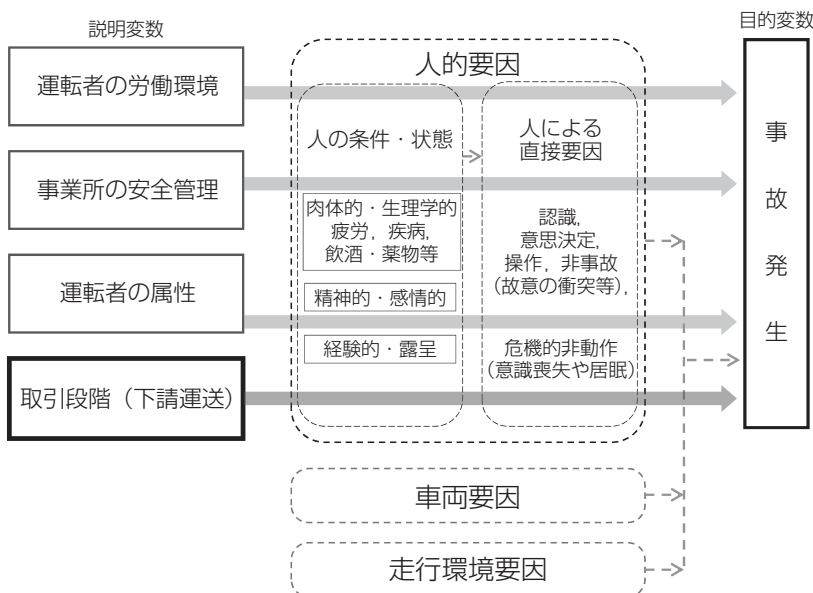 説明変数
目的変数
運転者の労働環境
事業所の安全管理
運転者の属性
取引段階（下請運送）
人的要因
人の条件・状態
肉体的・生理学的
疲労，疾病，
飲酒・薬物等
精神的・感情的
経験的・露呈
人による
直接要因
認識，
意思決定，
操作，非事故
（故意の衝突等），
危機的非動作
（意識喪失や居眠）
車両要因
走行環境要因
事
故
発
生